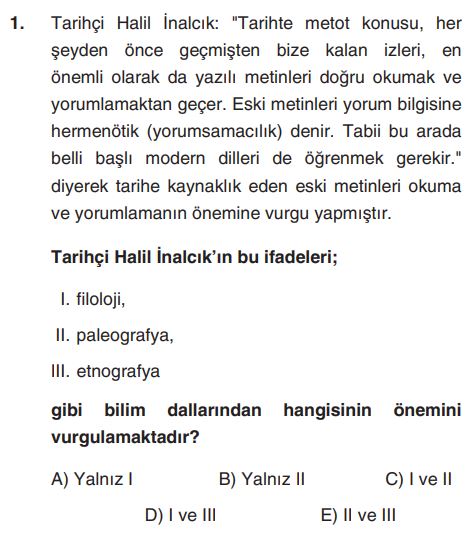 1. Tarihçi Halil İnalcık: "Tarihte metot konusu, her
şeyden önce geçmişten bize kalan izleri, en
önemli olarak da yazılı metinleri doğru okumak ve
yorumlamaktan geçer. Eski metinleri yorum bilgisine
hermenötik (yorumsamacılık) denir. Tabii bu arada
belli başlı modern dilleri de öğrenmek gerekir."
diyerek tarihe kaynaklık eden eski metinleri okuma
ve yorumlamanın önemine vurgu yapmıştır.
Tarihçi Halil İnalcık'ın bu ifadeleri;
I. filoloji,
II. paleografya,
III. etnografya
gibi bilim dallarından hangisinin önemini
vurgulamaktadır?
A) Yalnız I B) Yalnız II C) I ve II
D) I ve III E) II ve III